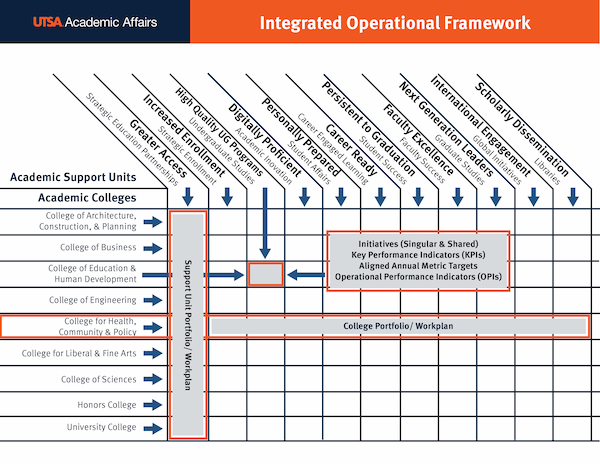 UTSA Academic Affairs
Integrated Operational Framework
Strategic Education Partnerships
Greater Access
Strategic Enrollment
Increased Enrollment
Undergraduate Studies
High Quality UG Programs
Academic Inovation
Digitally Proficient
Student Affairs
Personally Prepared
Career Engaged Learning
Career Ready
Student Success
Persistent to Graduation
Faculty Success
Faculty Excellence
Graduate Studies
Next Generation Leaders
Global Initiatives
International Engagement
Libraries
Scholarly Dissemination
Academic Support Units
Academic Colleges
College of Architecture,
Construction, & Planning
College of Business
College of Education &
Human Development
College of Engineering
College for Health,
Community & Policy
College for Liberal & Fine Arts
College of Sciences
Honors College
University College
Support Unit Portfolio/ Workplan
Initiatives (Singular & Shared)
Key Performance Indicators (KPIs)
Aligned Annual Metric Targets
Operational Performance Indicators (OPIs)
College Portfolio/ Workplan